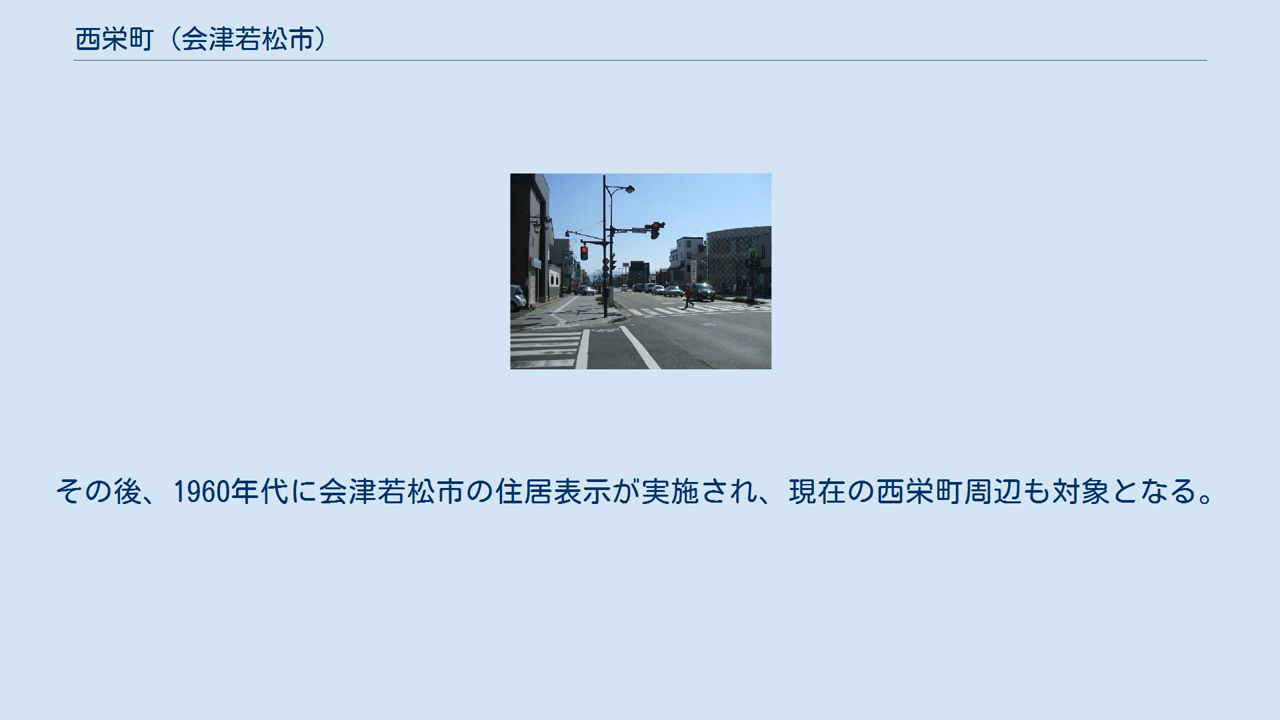 西栄町（会津若松市）
その後、1960年代に会津若松市の住居表示が実施され、現在の西栄町周辺も対象となる。